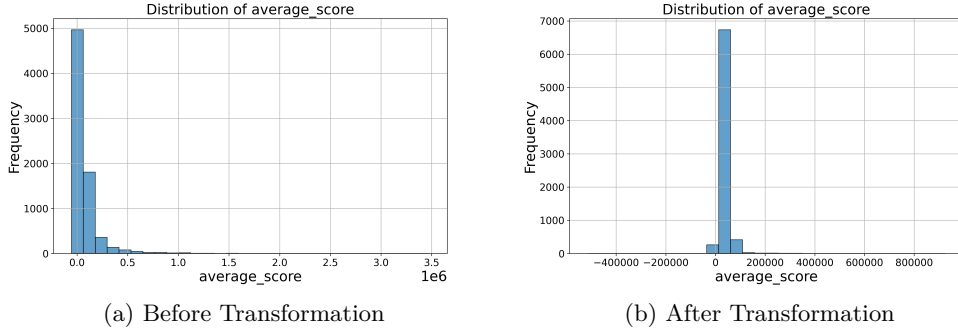 Distribution of average_score
5000
4000
3000
2000
1000
0
Frequency
0.0 0.5 1.0 1.5 2.0 2.5 3.0 3.5
1e6
average_score
(a) Before Transformation
Distribution of average_score
7000
6000
5000
4000
3000
2000
1000
0
Frequency
−400000 −200000 0 200000 400000 600000 800000
average_score
(b) After Transformation